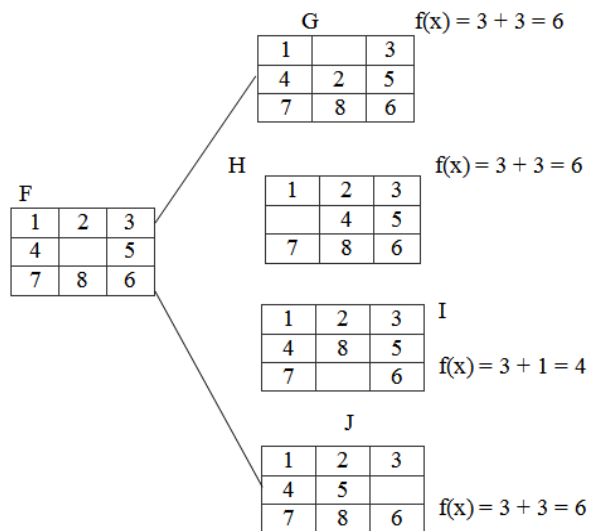 G f(x) = 3 + 3 = 6
1 3
4 2 5
7 8 6
H f(x) = 3 + 3 = 6
1 2 3
4 5
7 8 6
F
1 2 3
4 5
7 8 6
I
1 2 3
4 8 5
7 6
f(x) = 3 + 1 = 4
J
1 2 3
4 5
7 8 6
f(x) = 3 + 3 = 6